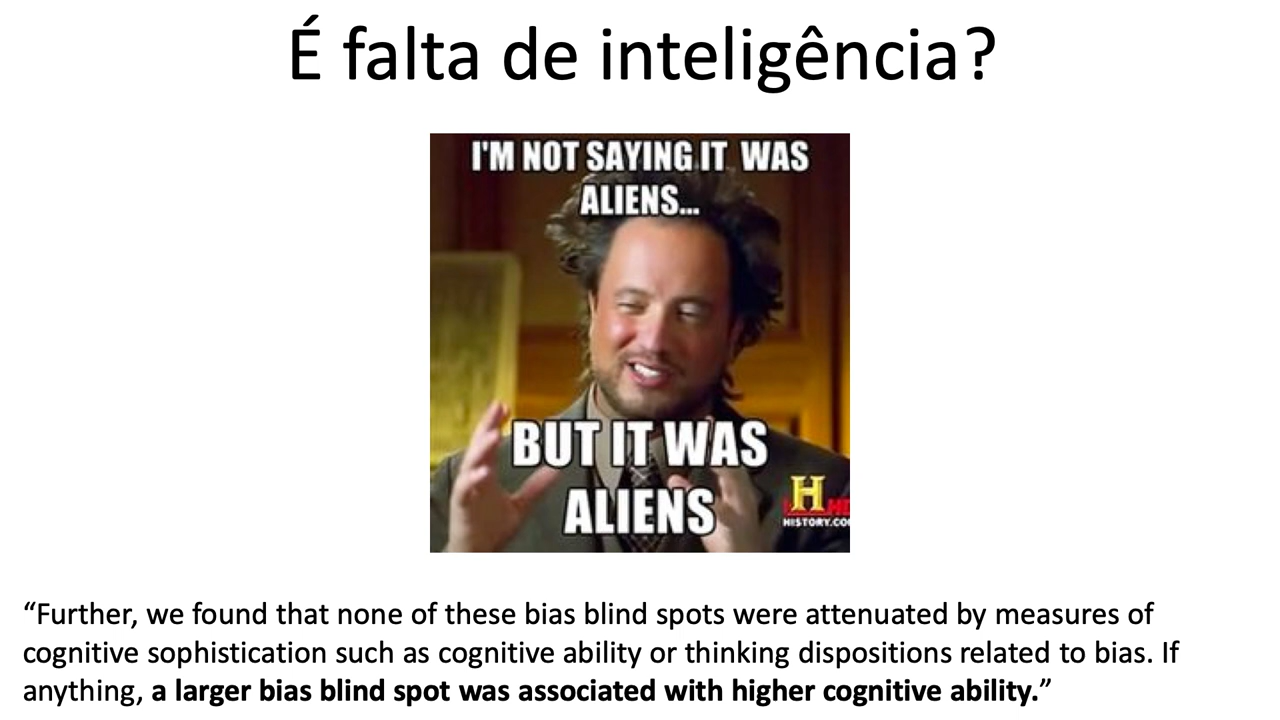 É falta de inteligência?
I'M NOT SAYING IT WAS
ALIENS...
BUT IT WAS
ALIENS
H
HD
HISTORY.CO
“Further, we found that none of these bias blind spots were attenuated by measures of
cognitive sophistication such as cognitive ability or thinking dispositions related to bias. If
anything, a larger bias blind spot was associated with higher cognitive ability.”